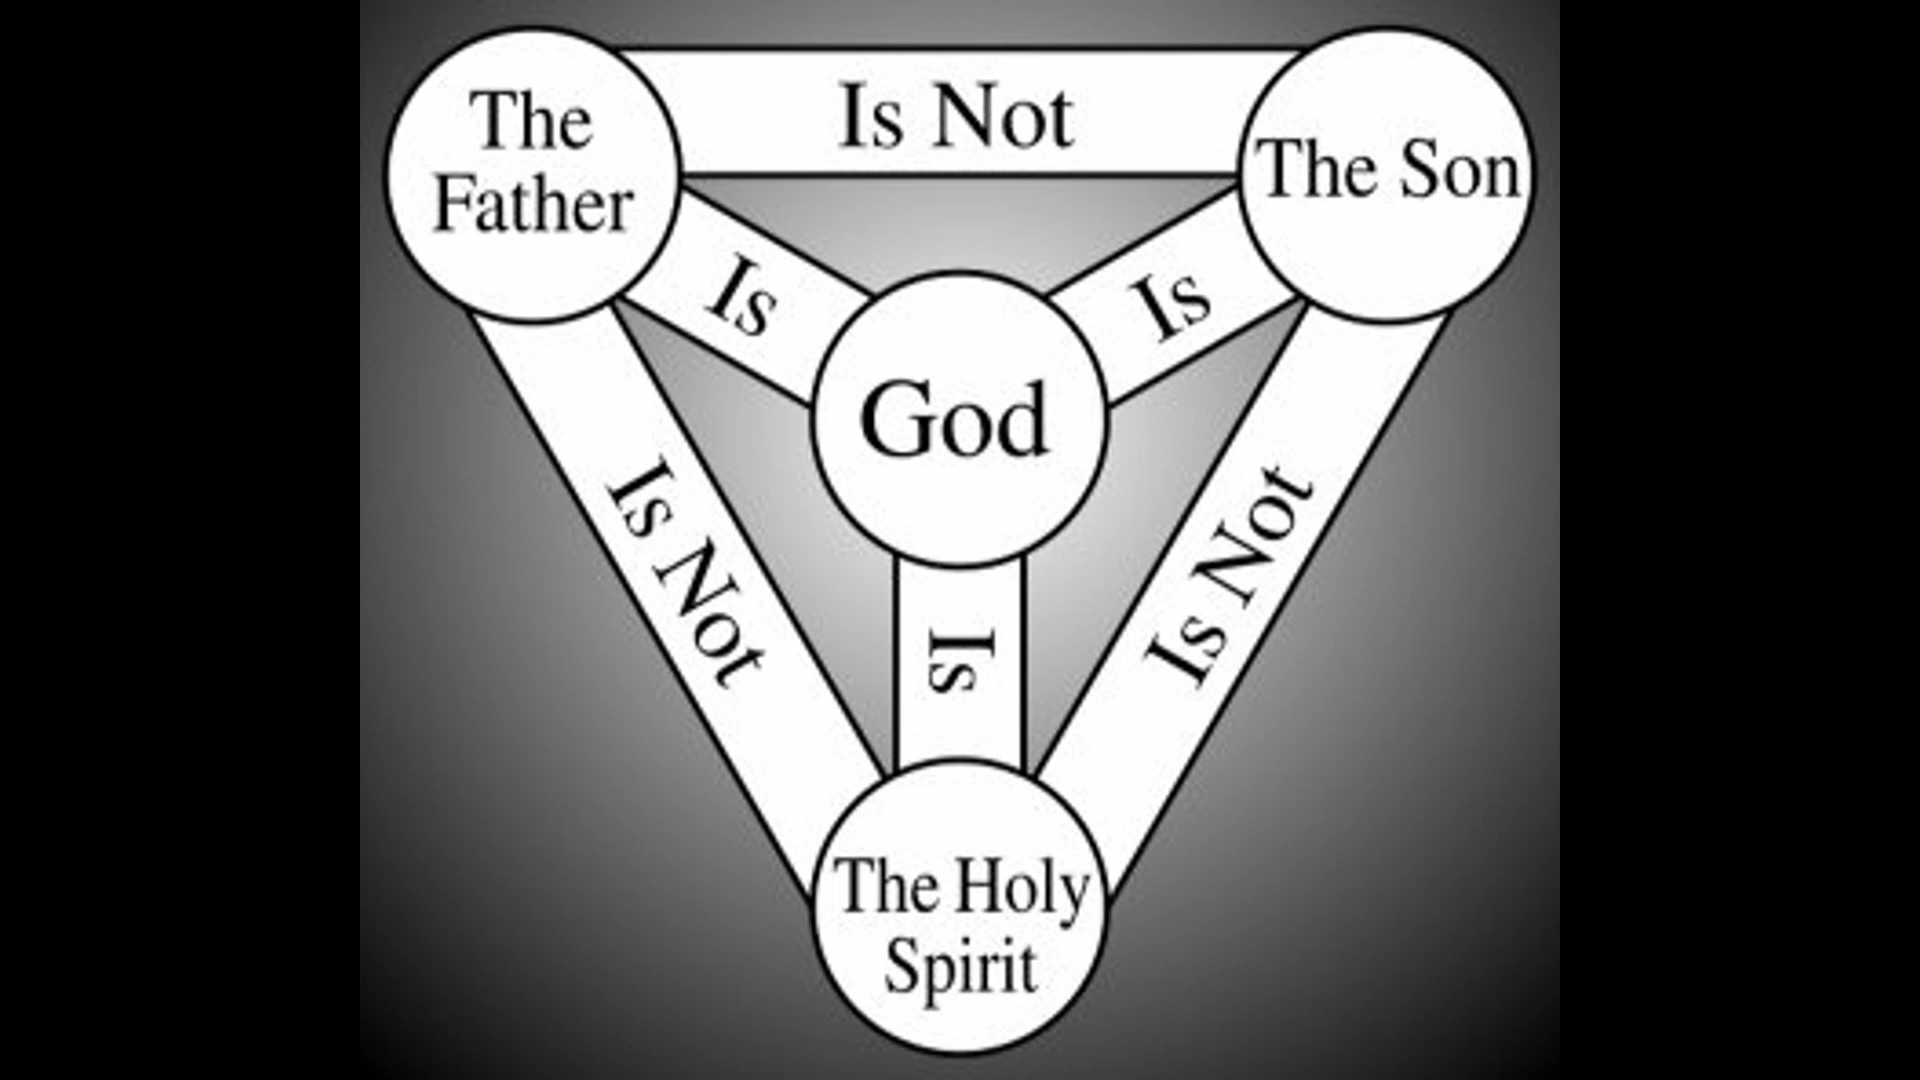 The
Father
Is Not
The Son
Is
Is
God
Is Not
Is
Is Not
The Holy
Spirit